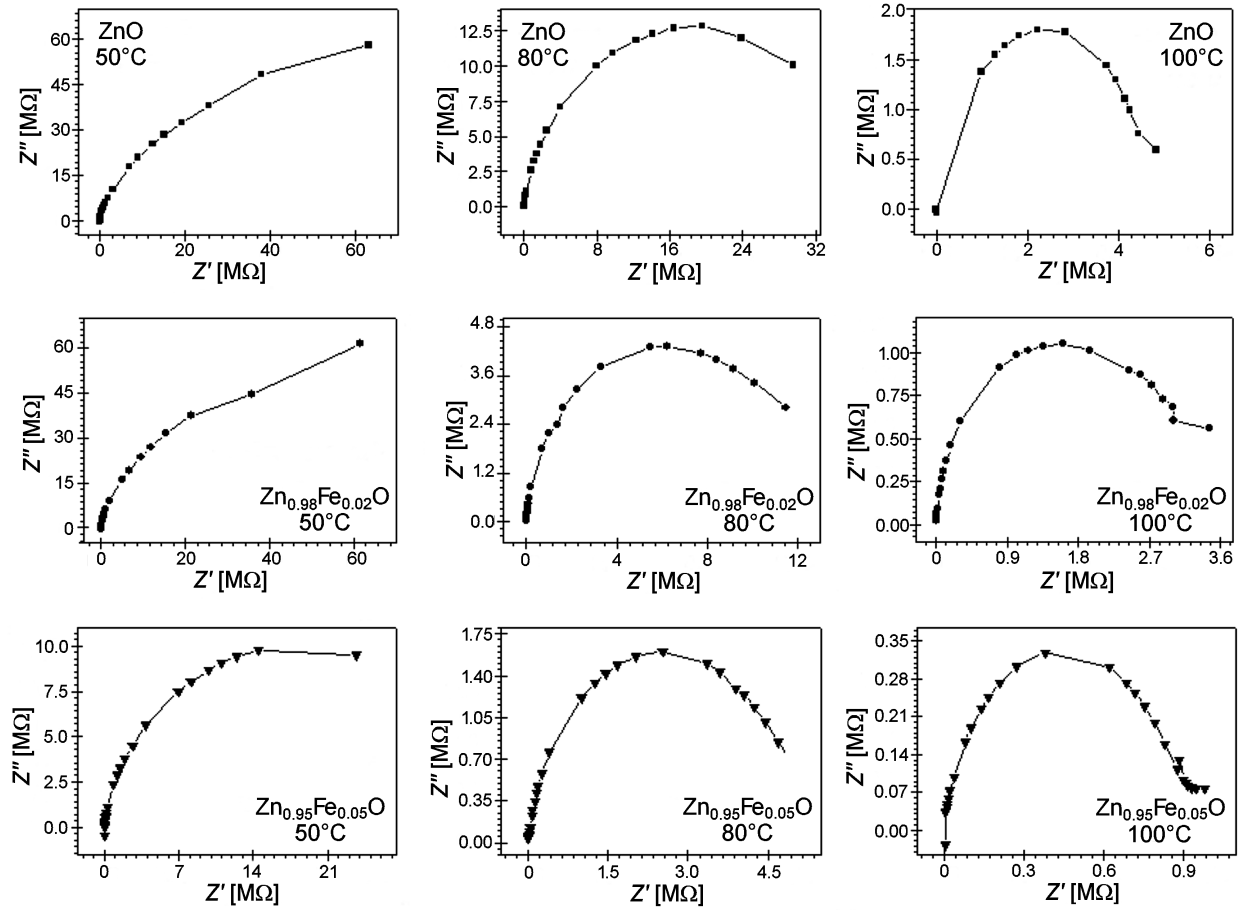 ZnO
50°C
60
45
30
15
0
Z″ [MΩ]
0 20 40 60
Z′ [MΩ]
ZnO
80°C
12.5
10.0
7.5
5.0
2.5
0.0
Z″ [MΩ]
0 8 16 24 32
Z′ [MΩ]
ZnO
100°C
2.0
1.5
1.0
0.5
0.0
Z″ [MΩ]
0 2 4 6
Z′ [MΩ]
60
45
30
15
0
Z″ [MΩ]
Zn0.98Fe0.02O
50°C
0 20 40 60
Z′ [MΩ]
4.8
3.6
2.4
1.2
0.0
Z″ [MΩ]
Zn0.98Fe0.02O
80°C
0 4 8 12
Z′ [MΩ]
1.00
0.75
0.50
0.25
0.00
Z″ [MΩ]
Zn0.98Fe0.02O
100°C
0 0.9 1.8 2.7 3.6
Z′ [MΩ]
10.0
7.5
5.0
2.5
0.0
Z″ [MΩ]
Zn0.95Fe0.05O
50°C
0 7 14 21
Z′ [MΩ]
1.75
1.40
1.05
0.70
0.35
0.00
Z″ [MΩ]
Zn0.95Fe0.05O
80°C
0 1.5 3.0 4.5
Z′ [MΩ]
0.35
0.28
0.21
0.14
0.07
0.00
Z″ [MΩ]
Zn0.95Fe0.05O
100°C
0 0.3 0.6 0.9
Z′ [MΩ]